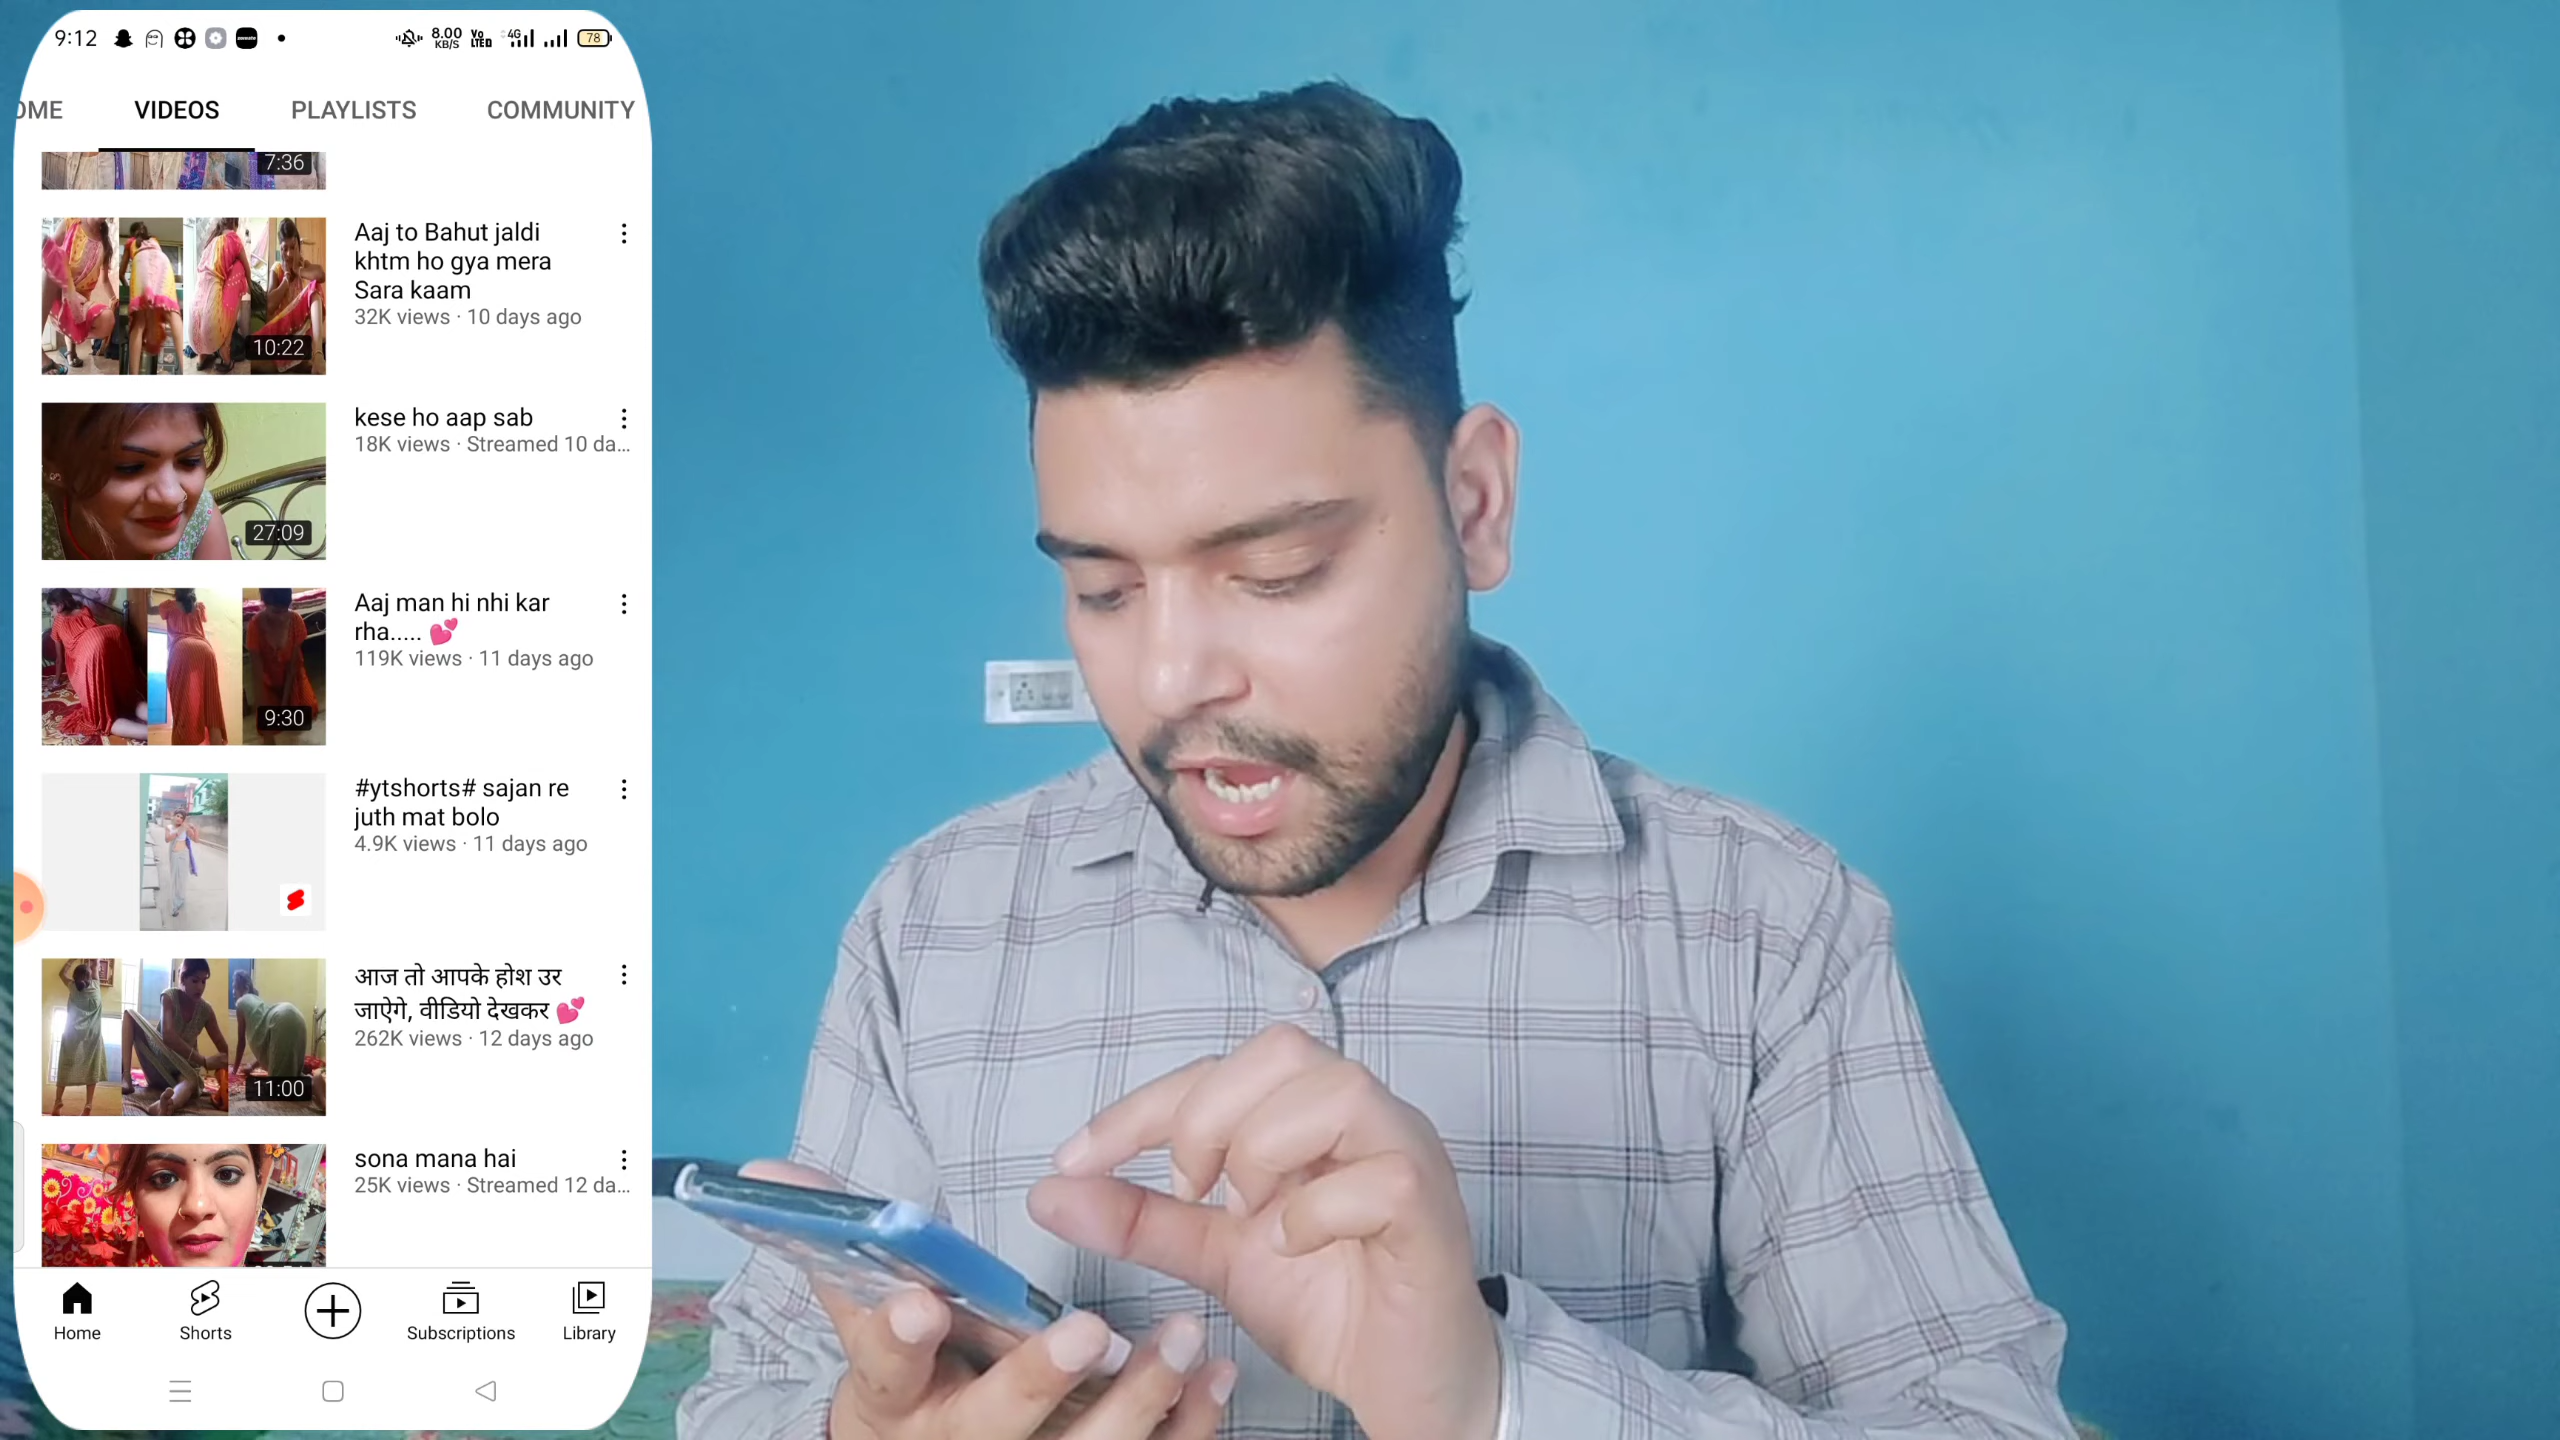 9:12
8.00
KB/S
Vo
LTE
4G
78
OME
VIDEOS
PLAYLISTS
COMMUNITY
7:36
Aaj to Bahut jaldi
khtm ho gya mera
Sara kaam
32K views · 10 days ago
10:22
kese ho aap sab
18K views · Streamed 10 da...
27:09
Aaj man hi nhi kar
rha..... 💕
119K views · 11 days ago
9:30
#ytshorts# sajan re
juth mat bolo
4.9K views · 11 days ago
आज तो आपके होश उर
जाऐगे, वीडियो देखकर 💕
262K views · 12 days ago
11:00
sona mana hai
25K views · Streamed 12 da...
Home
Shorts
Subscriptions
Library